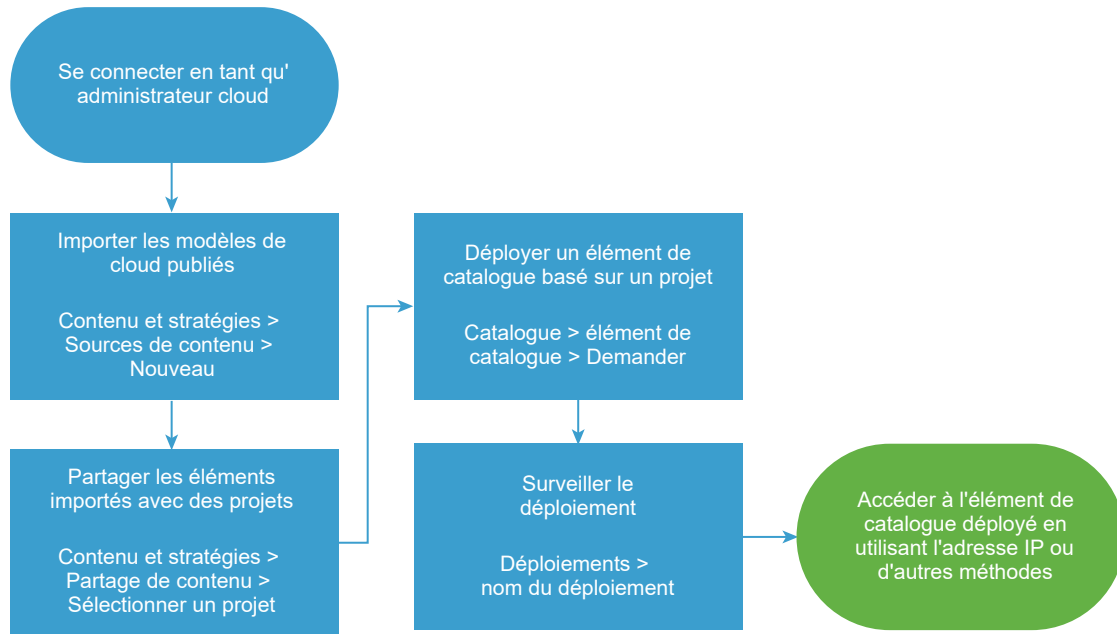 Se connecter en tant qu'
administrateur cloud
Importer les modèles de
cloud publiés
Contenu et stratégies >
Sources de contenu >
Nouveau
Partager les éléments
importés avec des projets
Contenu et stratégies >
Partage de contenu >
Sélectionner un projet
Déployer un élément de
catalogue basé sur un projet
Catalogue > élément de
catalogue > Demander
Surveiller le
déploiement
Déploiements >
nom du déploiement
Accéder à l'élément de
catalogue déployé en
utilisant l'adresse IP ou
d'autres méthodes